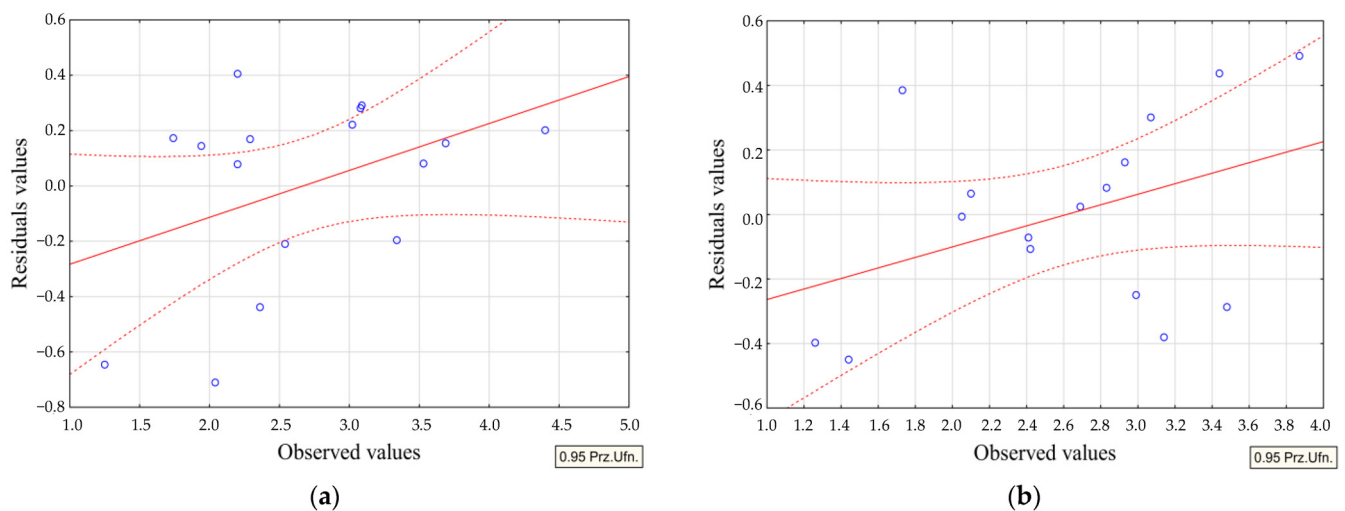 0.6
0.4
0.2
0.0
−0.2
−0.4
−0.6
−0.8
Residuals values
1.0 1.5 2.0 2.5 3.0 3.5 4.0 4.5 5.0
Observed values
0.95 Prz.Ufn.
(a)
0.6
0.4
0.2
0.0
−0.2
−0.4
−0.6
Residuals values
1.0 1.2 1.4 1.6 1.8 2.0 2.2 2.4 2.6 2.8 3.0 3.2 3.4 3.6 3.8 4.0
Observed values
0.95 Prz.Ufn.
(b)